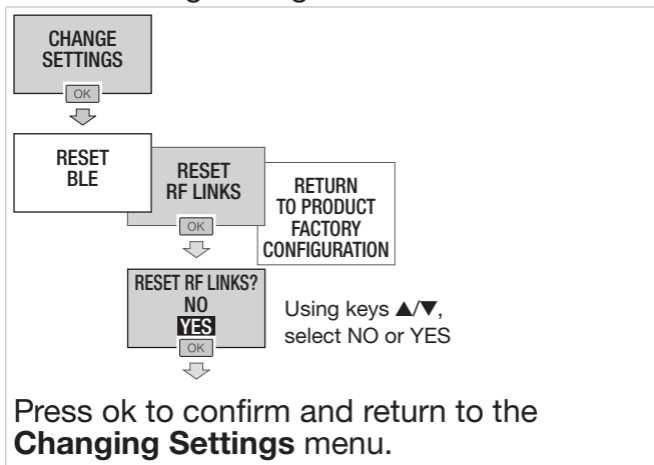 CHANGE
SETTINGS
OK
RESET
BLE
RESET
RF LINKS
OK
RETURN
TO PRODUCT
FACTORY
CONFIGURATION
RESET RF LINKS?
NO
YES
OK
Using keys ▲/▼,
select NO or YES
Press ok to confirm and return to the
Changing Settings menu.